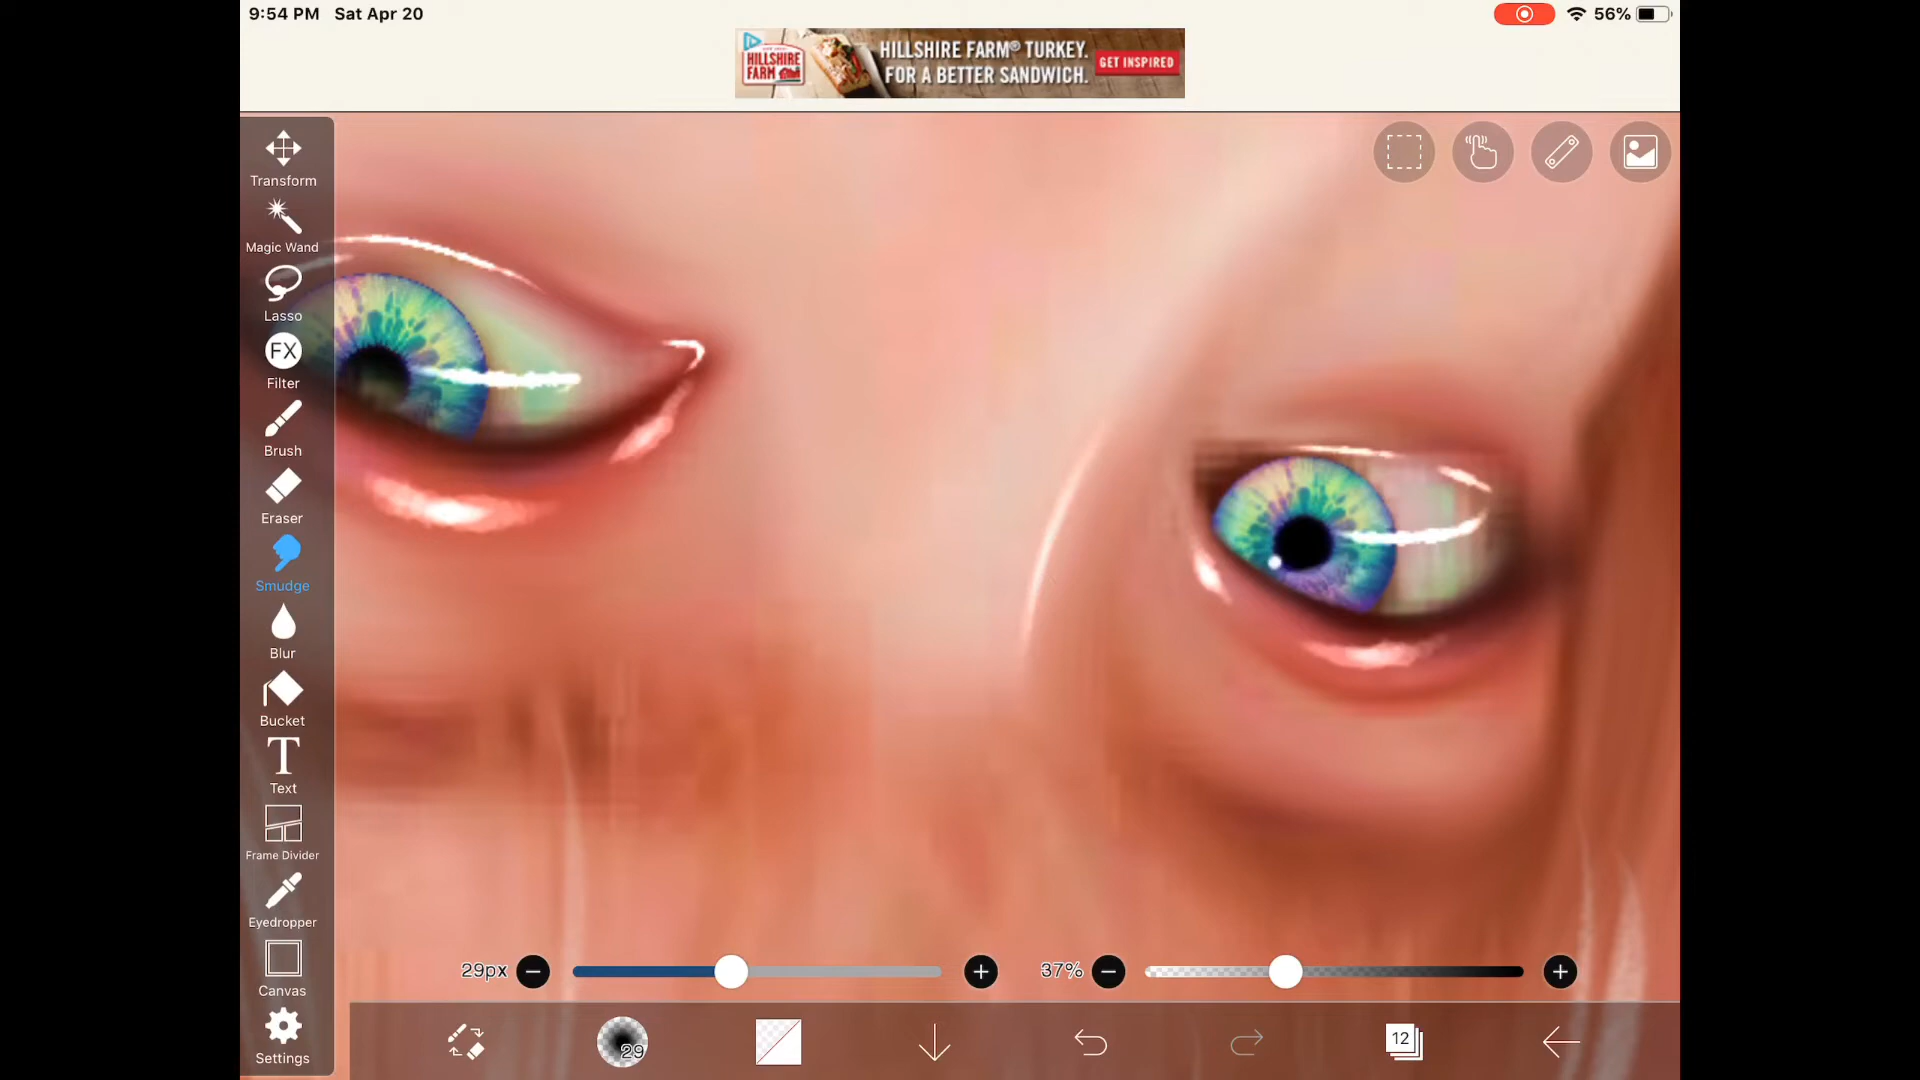 9:54 PM Sat Apr 20
56%
HILLSHIRE FARM
HILLSHIRE FARM® TURKEY.
FOR A BETTER SANDWICH.
GET INSPIRED
Transform
Magic Wand
Lasso
FX
Filter
Brush
Eraser
Smudge
Blur
Bucket
T
Text
Frame Divider
Eyedropper
Canvas
Settings
29px
37%
29
12